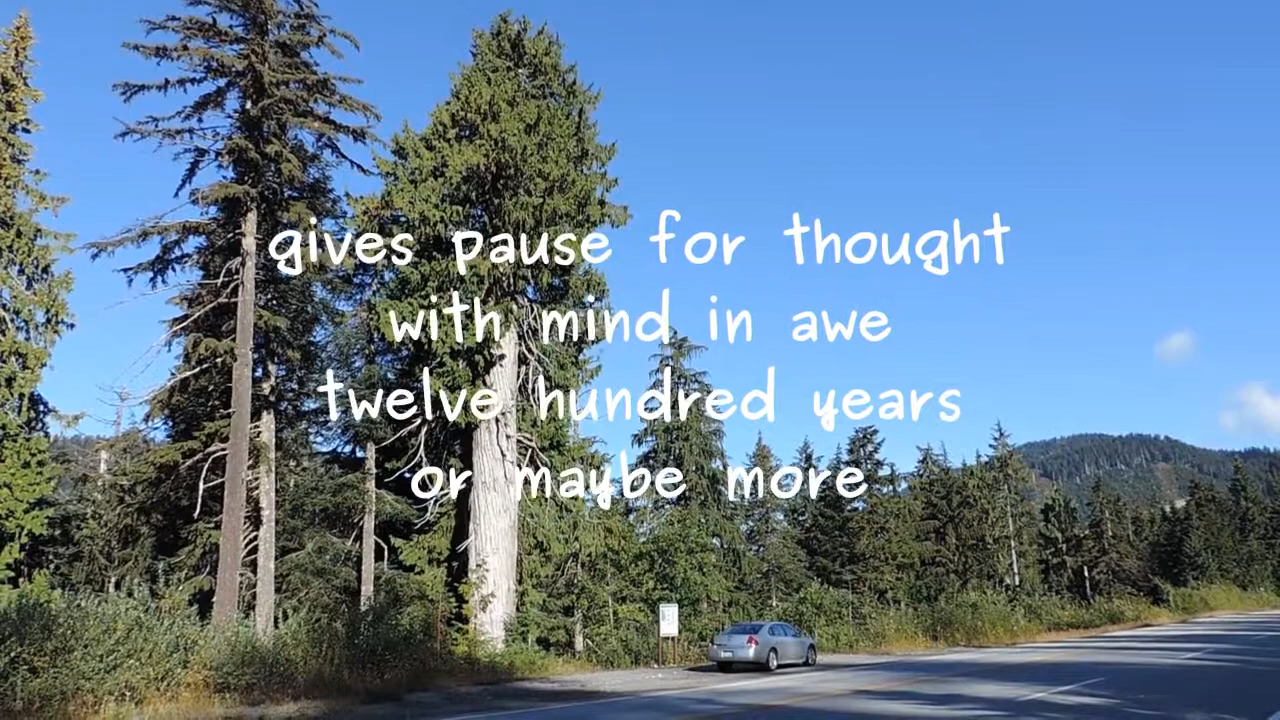 gives pause for thought
with mind in awe
twelve hundred years
or maybe more